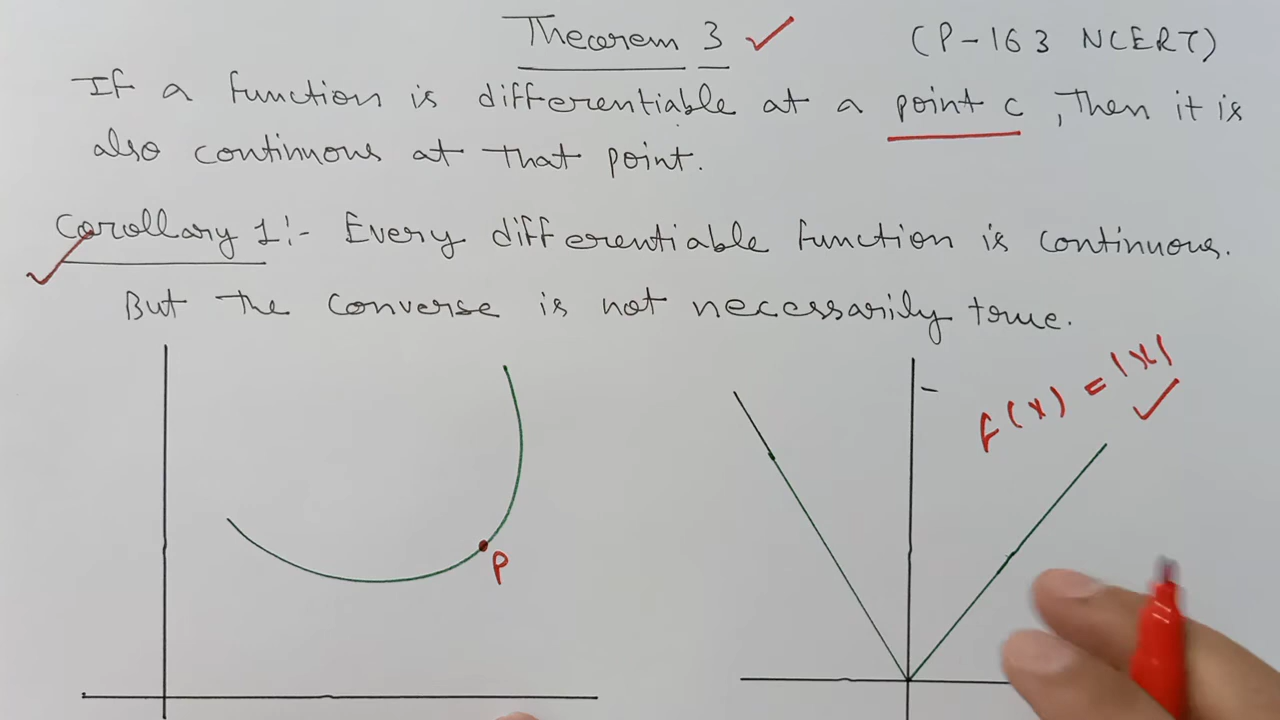 Theorem 3 (P-163 NCERT)
If a function is differentiable at a point c, Then it is
also continuous at that point.
Corollary 1:- Every differentiable function is continuous.
But the converse is not necessarily true.
f(x) = |x|
P